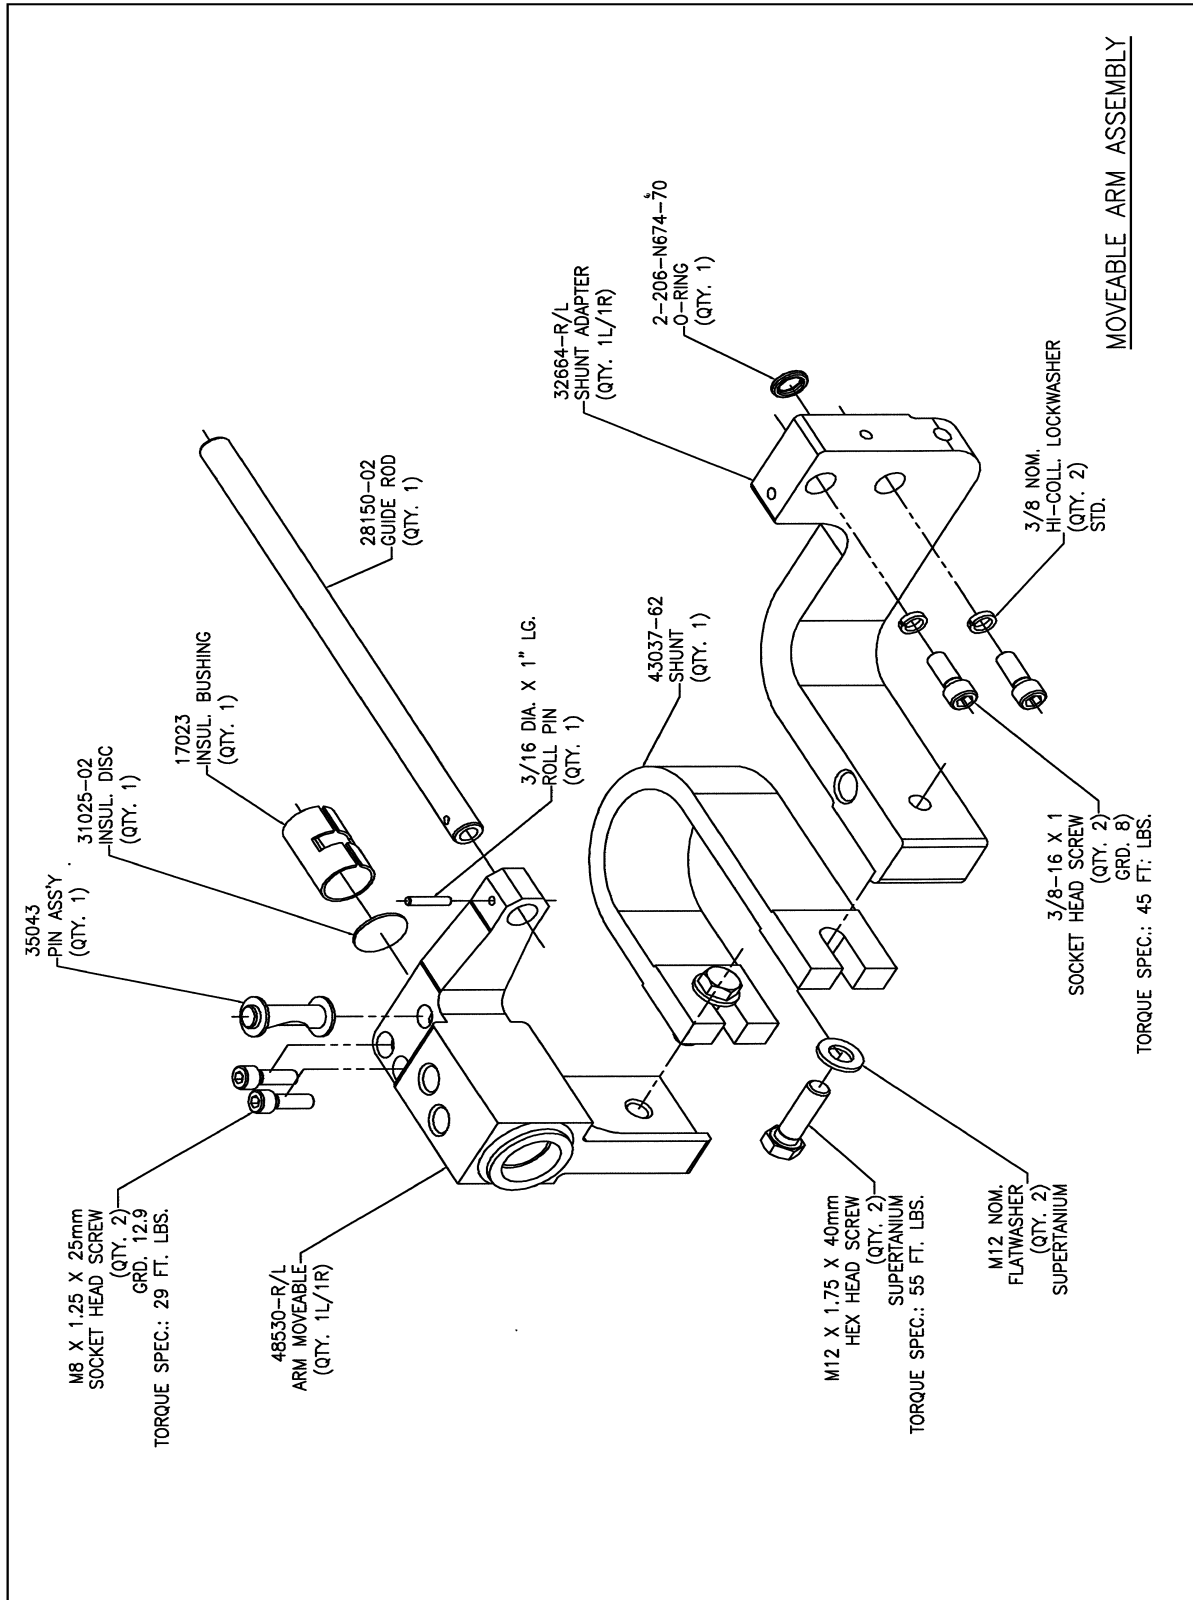 35043
PIN ASS'Y
(QTY. 1)
31025-02
INSUL. DISC
(QTY. 1)
17023
INSUL. BUSHING
(QTY. 1)
28150-02
GUIDE ROD
(QTY. 1)
3/16 DIA. X 1" LG.
ROLL PIN
(QTY. 1)
43037-62
SHUNT
(QTY. 1)
32664-R/L
SHUNT ADAPTER
(QTY. 1L/1R)
2-206-N674-70
O-RING
(QTY. 1)
3/8 NOM.
HI-COLL. LOCKWASHER
(QTY. 2)
STD.
M8 X 1.25 X 25mm
SOCKET HEAD SCREW
(QTY. 2)
GRD. 12.9
TORQUE SPEC.: 29 FT. LBS.
48530-R/L
ARM MOVEABLE
(QTY. 1L/1R)
M12 X 1.75 X 40mm
HEX HEAD SCREW
(QTY. 2)
SUPERTANIUM
TORQUE SPEC.: 55 FT. LBS.
M12 NOM.
FLATWASHER
(QTY. 2)
SUPERTANIUM
3/8-16 X 1
SOCKET HEAD SCREW
(QTY. 2)
GRD. 8)
TORQUE SPEC.: 45 FT: LBS.
MOVEABLE ARM ASSEMBLY